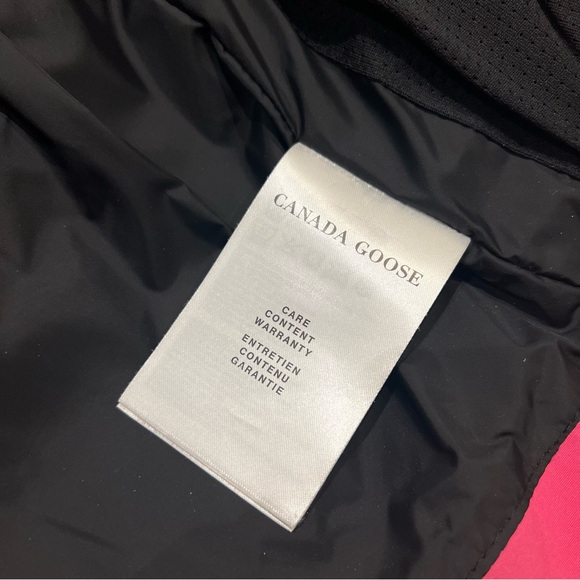 CANADA GOOSE
CARE
CONTENT
WARRANTY
ENTRETIEN
CONTENU
GARANTIE